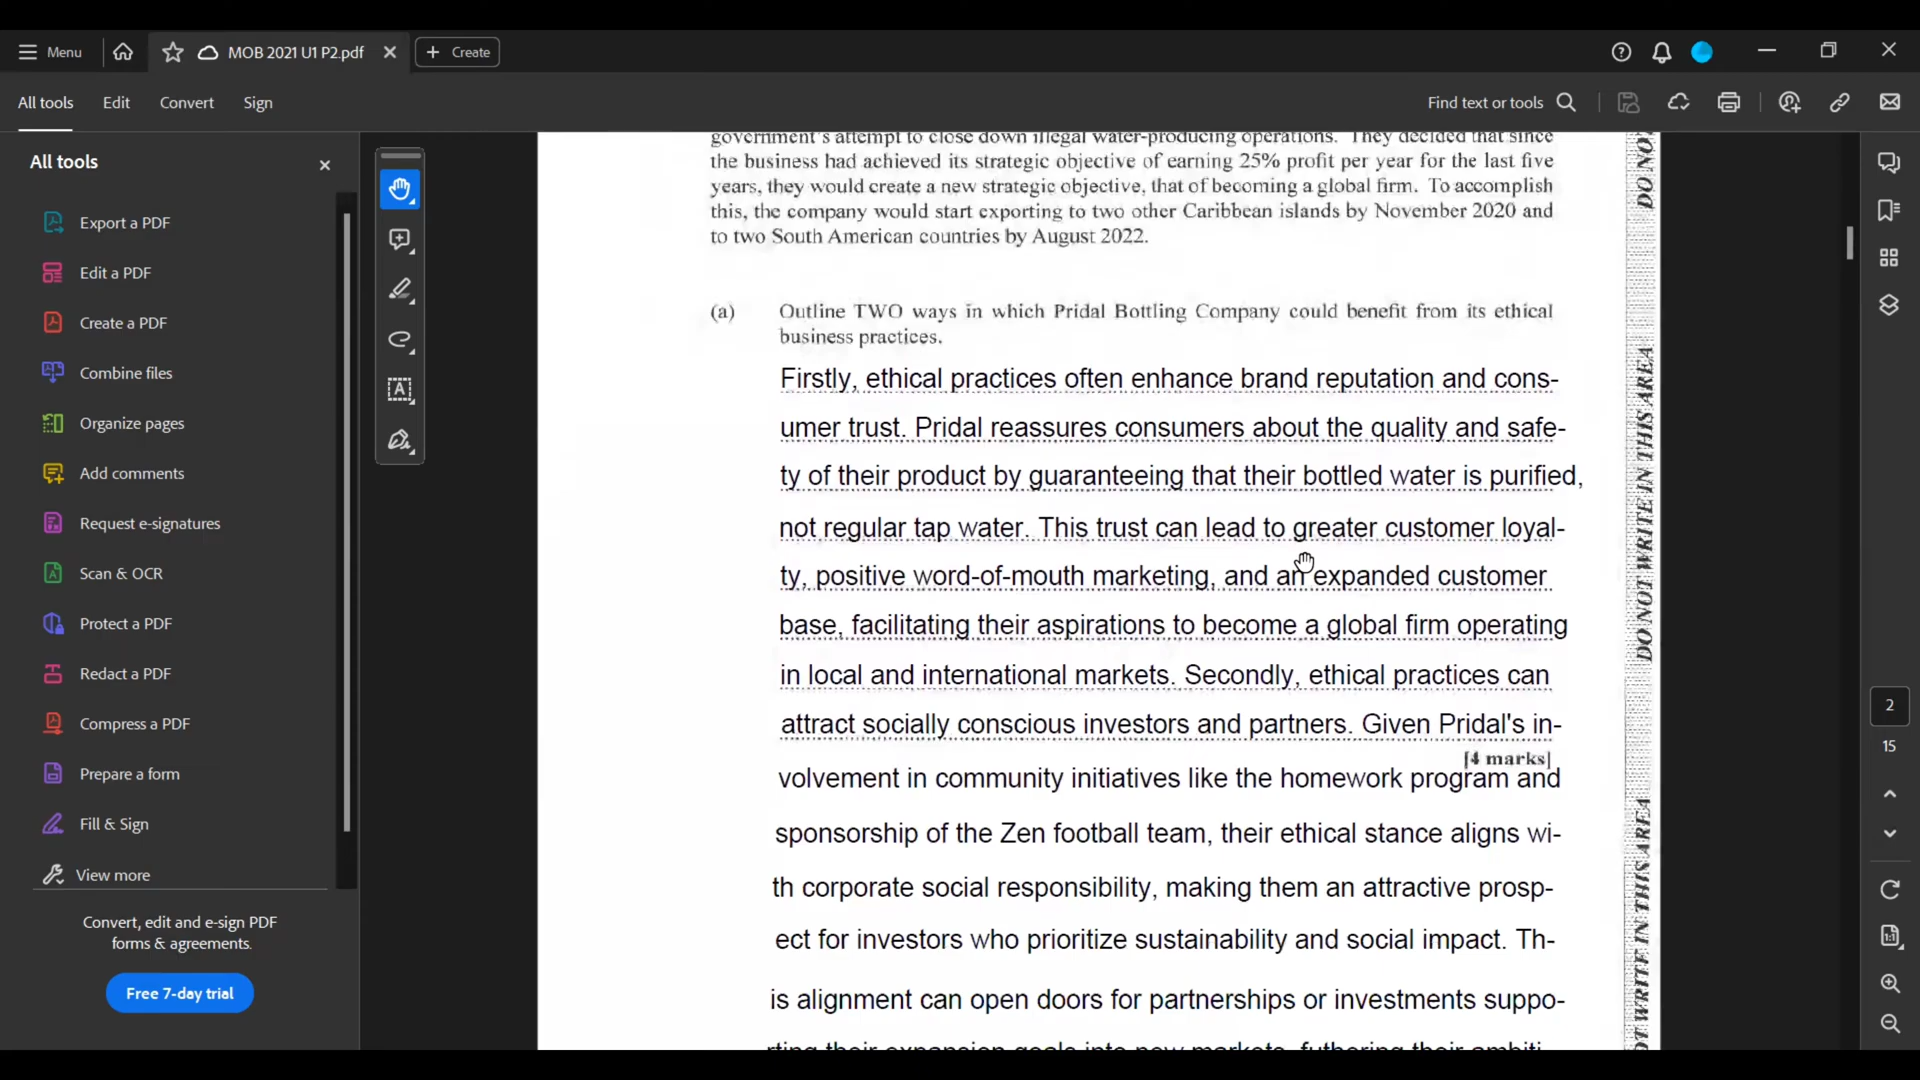 Menu
MOB 2021 U1 P2.pdf
Create
All tools
Edit
Convert
Sign
Find text or tools
All tools
Export a PDF
Edit a PDF
Create a PDF
Combine files
Organize pages
Add comments
Request e-signatures
Scan & OCR
Protect a PDF
Redact a PDF
Compress a PDF
Prepare a form
Fill & Sign
View more
Convert, edit and e-sign PDF
forms & agreements.
Free 7-day trial
government's attempt to close down illegal water-producing operations. They decided that since
the business had achieved its strategic objective of earning 25% profit per year for the last five
years, they would create a new strategic objective, that of becoming a global firm. To accomplish
this, the company would start exporting to two other Caribbean islands by November 2020 and
to two South American countries by August 2022.
(a) Outline TWO ways in which Pridal Bottling Company could benefit from its ethical
business practices.
Firstly, ethical practices often enhance brand reputation and cons-
umer trust. Pridal reassures consumers about the quality and safe-
ty of their product by guaranteeing that their bottled water is purified,
not regular tap water. This trust can lead to greater customer loyal-
ty, positive word-of-mouth marketing, and an expanded customer
base, facilitating their aspirations to become a global firm operating
in local and international markets. Secondly, ethical practices can
attract socially conscious investors and partners. Given Pridal's in-
[4 marks]
volvement in community initiatives like the homework program and
sponsorship of the Zen football team, their ethical stance aligns wi-
th corporate social responsibility, making them an attractive prosp-
ect for investors who prioritize sustainability and social impact. Th-
is alignment can open doors for partnerships or investments suppo-
rting their expansion goals into new markets, futhering their ambiti-
DO NO
DO NOT WRITE IN THIS AREA
OT WRITE IN THIS AREA
2
15
1:1